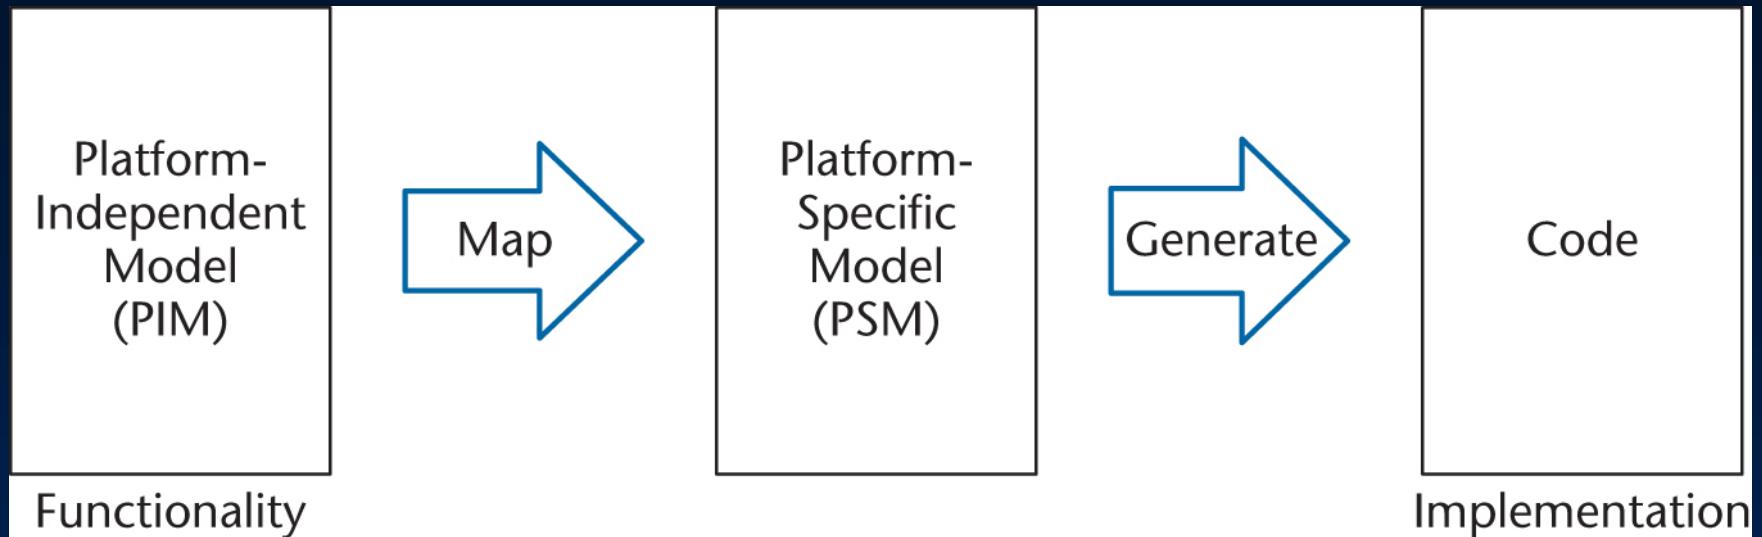 Platform-
Independent
Model
(PIM)
Map
Platform-
Specific
Model
(PSM)
Generate
Code
Functionality
Implementation